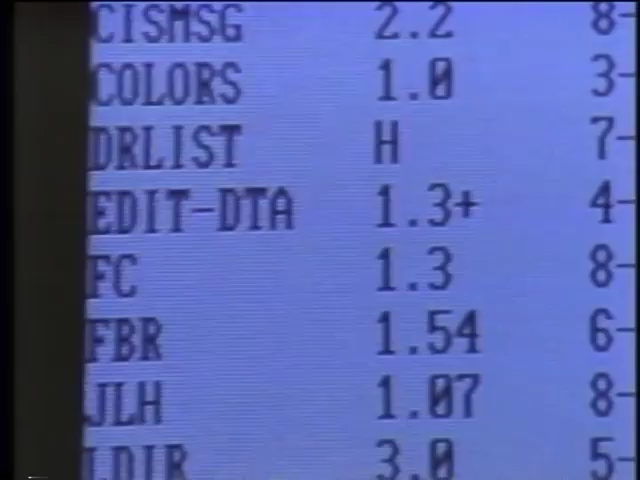 CISMSG 2.2 8-
COLORS 1.0 3-
DRLIST H 7-
EDIT-DTA 1.3+ 4-
FC 1.3 8-
FBR 1.54 6-
JLH 1.07 8-
LDIR 3.0 5-